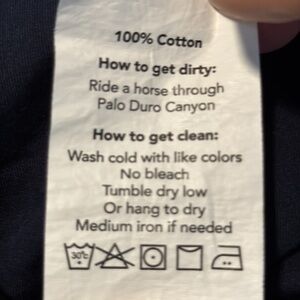 100% Cotton
How to get dirty:
Ride a horse through
Palo Duro Canyon
How to get clean:
Wash cold with like colors
No bleach
Tumble dry low
Or hang to dry
Medium iron if needed
30°C